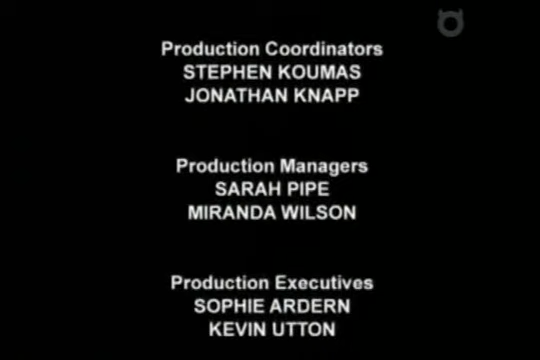 Production Coordinators
STEPHEN KOUMAS
JONATHAN KNAPP
Production Managers
SARAH PIPE
MIRANDA WILSON
Production Executives
SOPHIE ARDERN
KEVIN UTTON